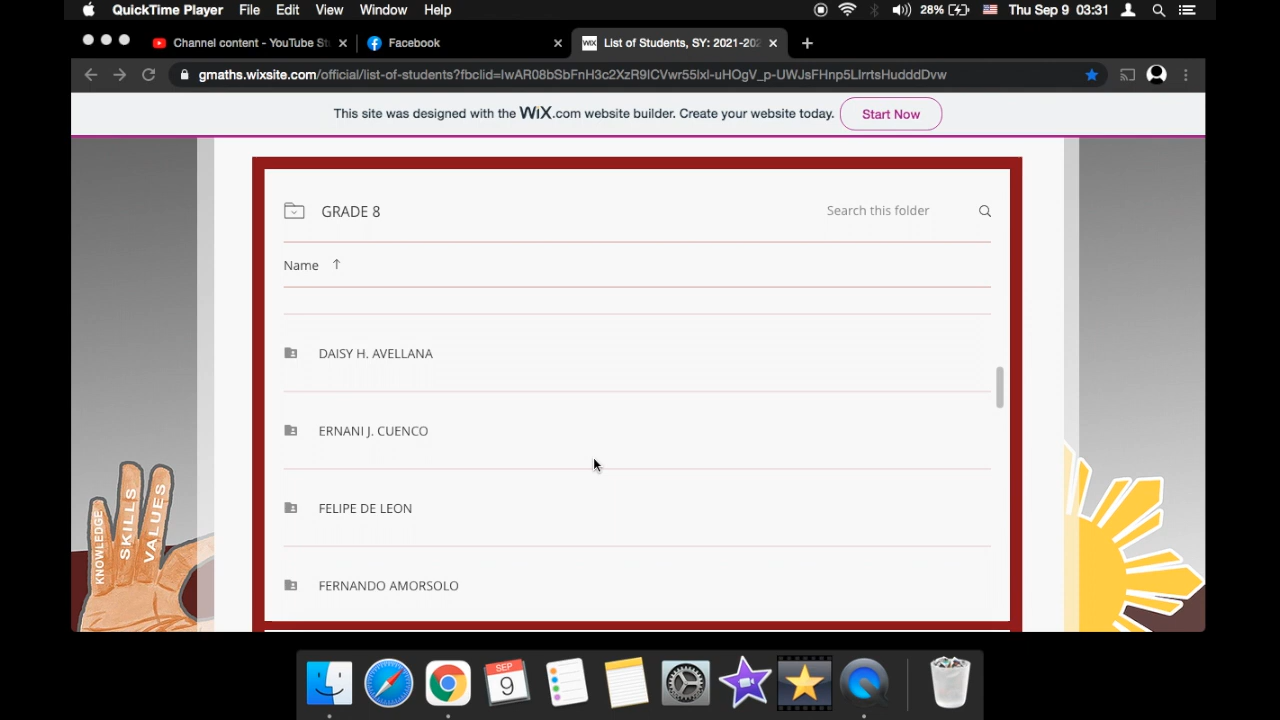 QuickTime Player File Edit View Window Help 28% Thu Sep 9 03:31
Channel content - YouTube St
Facebook
WiX List of Students, SY: 2021-202
gmaths.wixsite.com/official/list-of-students?fbclid=IwAR08bSbFnH3c2XzR9ICVwr55lxl-uHOgV_p-UWJsFHnp5LIrrtsHudddDvw
This site was designed with the WiX.com website builder. Create your website today. Start Now
GRADE 8 Search this folder
Name ↑
DAISY H. AVELLANA
ERNANI J. CUENCO
FELIPE DE LEON
FERNANDO AMORSOLO
KNOWLEDGE
SKILLS
VALUES
SEP
9